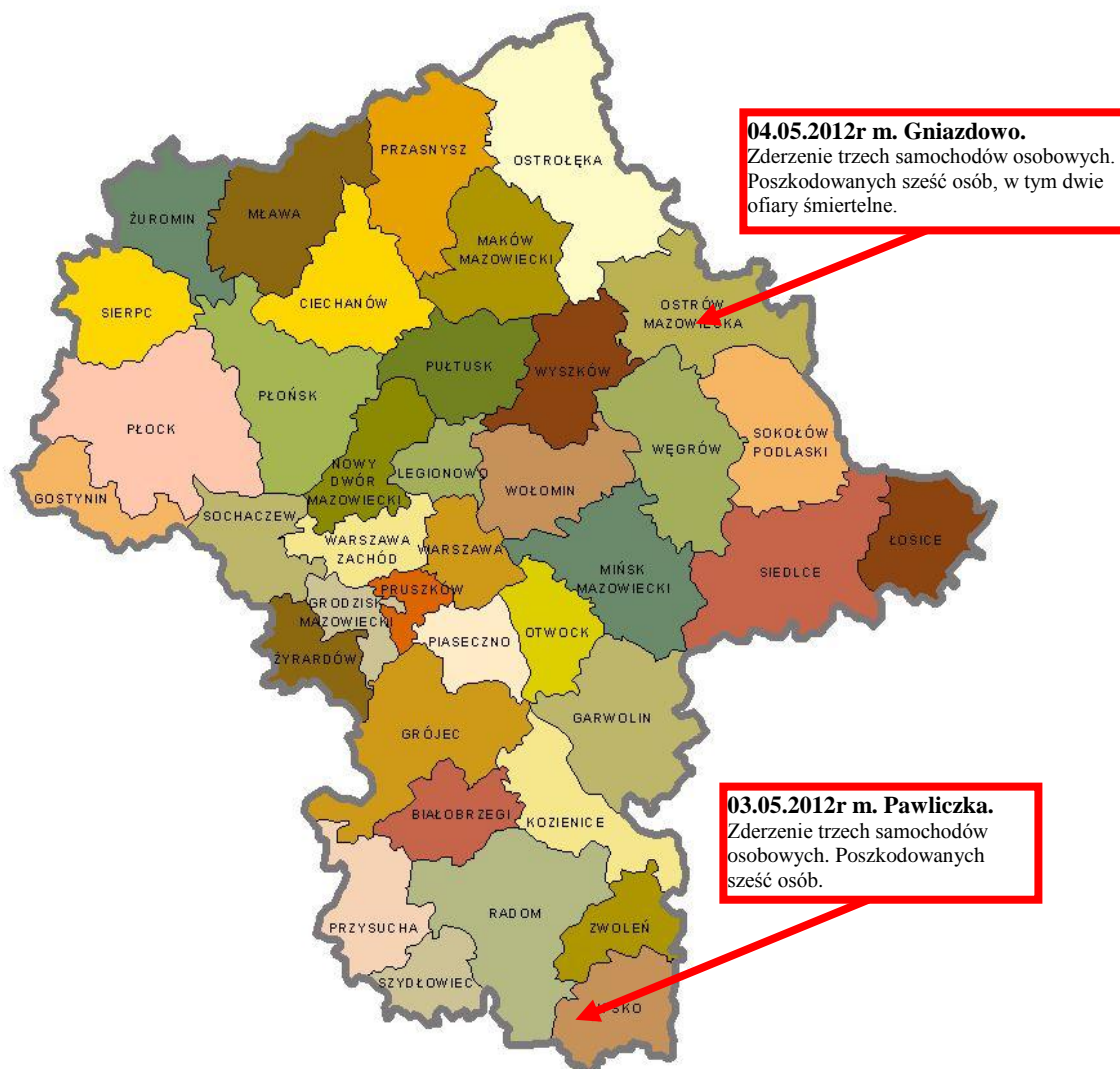 04.05.2012r m. Gniazdowo.
Zderzenie trzech samochodów osobowych.
Poszkodowanych sześć osób, w tym dwie
ofiary śmiertelne.
PRZASNYSZ
OSTROŁĘKA
ŻUROMIN
MŁAWA
MAKÓW
MAZOWIECKI
SIERPC
CIECHANÓW
OSTRÓW
MAZOWIECKA
PUŁTUSK
WYSZKÓW
PŁOŃSK
PŁOCK
WĘGRÓW
SOKOŁÓW
PODLASKI
NOWY
DWÓR
MAZOWIECKI
LEGIONOWO
WOŁOMIN
GOSTYNIN
SOCHACZEW
WARSZAWA
ZACHÓD
WARSZAWA
MIŃSK
MAZOWIECKI
SIEDLCE
ŁOSICE
PRUSZKÓW
GRODZISK
MAZOWIECKI
PIASECZNO
OTWOCK
ŻYRARDÓW
GARWOLIN
GRÓJEC
BIAŁOBRZEGI
KOZIENICE
03.05.2012r m. Pawliczka.
Zderzenie trzech samochodów
osobowych. Poszkodowanych
sześć osób.
RADOM
PRZYSUCHA
ZWOLEŃ
SZYDŁOWIEC